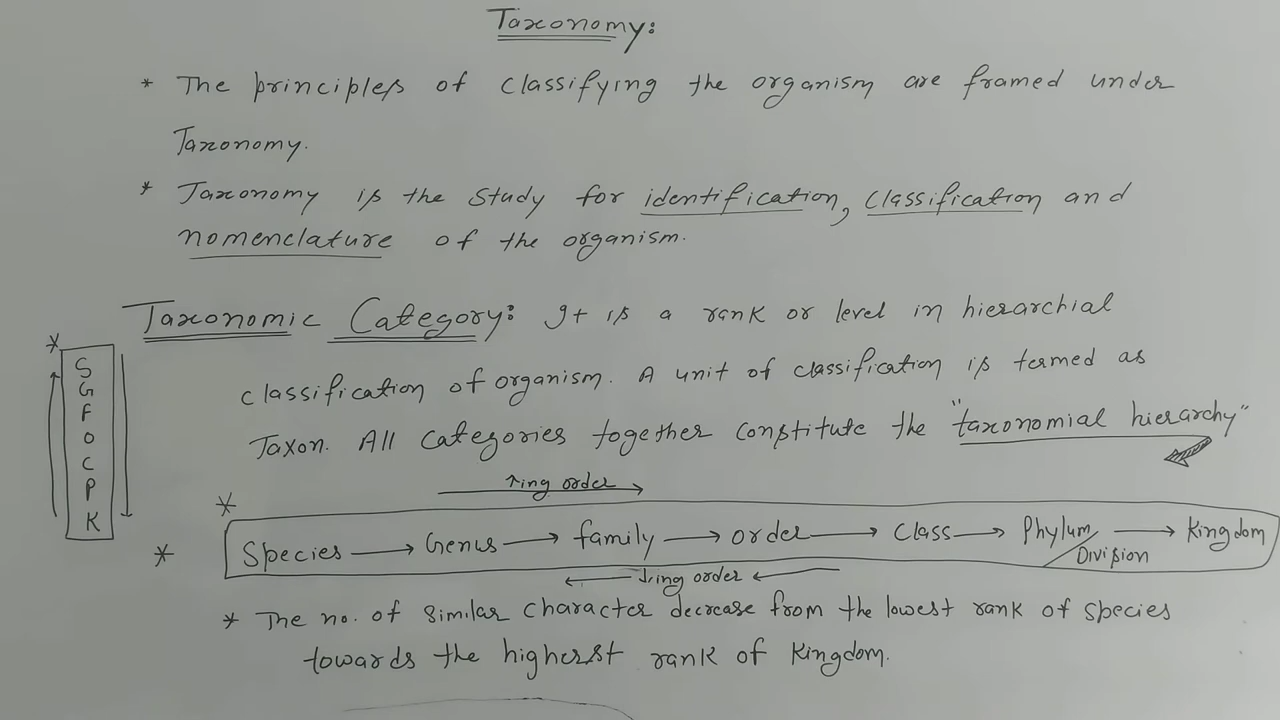 Taxonomy:
* The principles of classifying the organism are framed under
Taxonomy.
* Taxonomy is the study for identification, classification and
nomenclature of the organism.
Taxonomic Category: It is a rank or level in hierarchial
classification of organism. A unit of classification is termed as
Taxon. All categories together constitute the "taxonomial hierarchy"
*
S
G
F
O
C
P
K
↑ing order
*
* Species → Genus → family → order → Class → Phylum/Division → Kingdom
↓ing order
* The no. of similar character decrease from the lowest rank of species
towards the higherst rank of Kingdom.